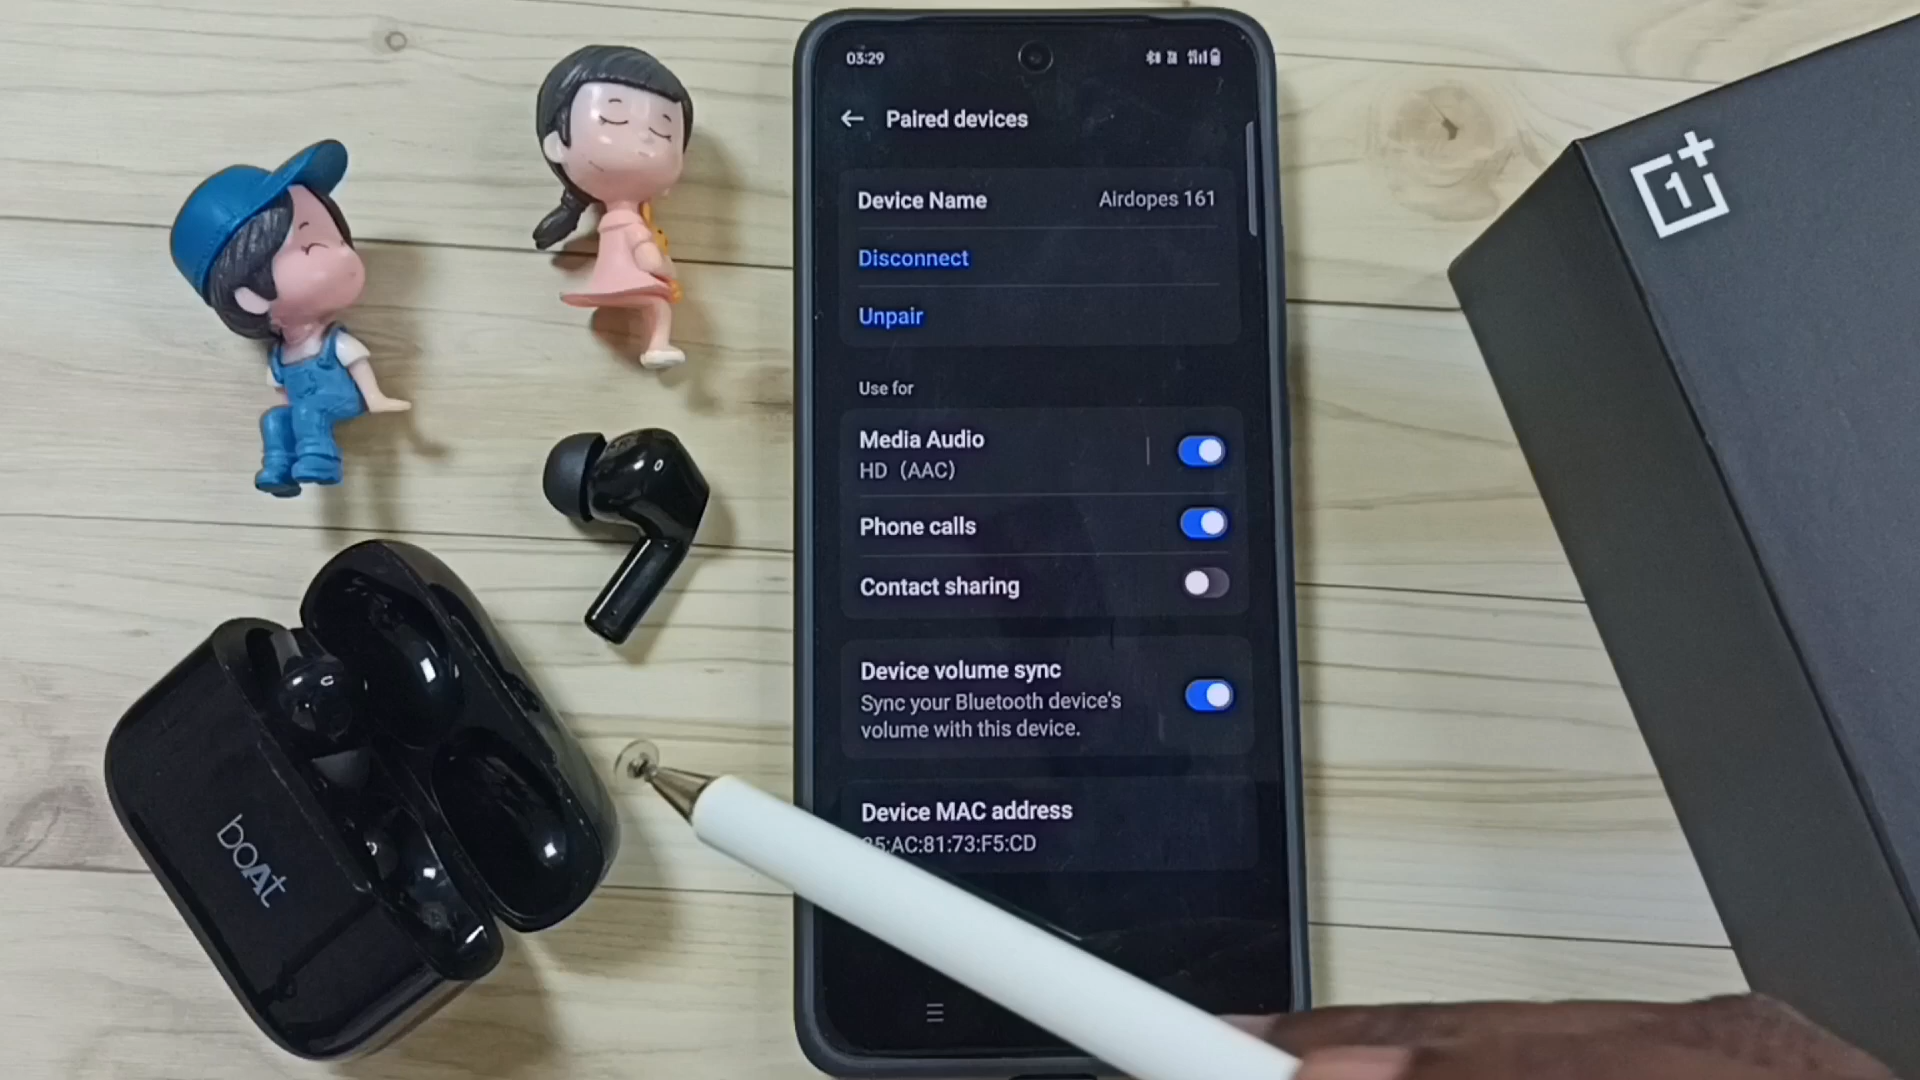 03:29
Paired devices
Device Name
Airdopes 161
Disconnect
Unpair
Use for
Media Audio
HD (AAC)
Phone calls
Contact sharing
Device volume sync
Sync your Bluetooth device's
volume with this device.
Device MAC address
:AC:81:73:F5:CD
boAt
1+